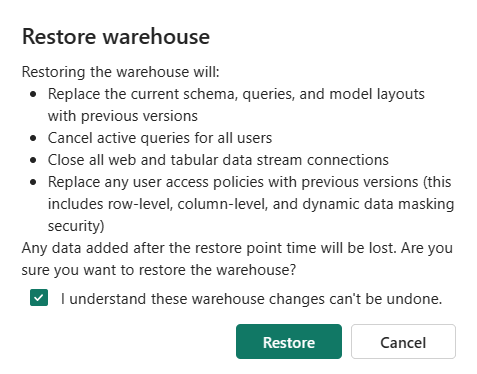 Restore warehouse
Restoring the warehouse will:
• Replace the current schema, queries, and model layouts
with previous versions
• Cancel active queries for all users
• Close all web and tabular data stream connections
• Replace any user access policies with previous versions (this
includes row-level, column-level, and dynamic data masking
security)
Any data added after the restore point time will be lost. Are you
sure you want to restore the warehouse?
I understand these warehouse changes can't be undone.
Restore
Cancel